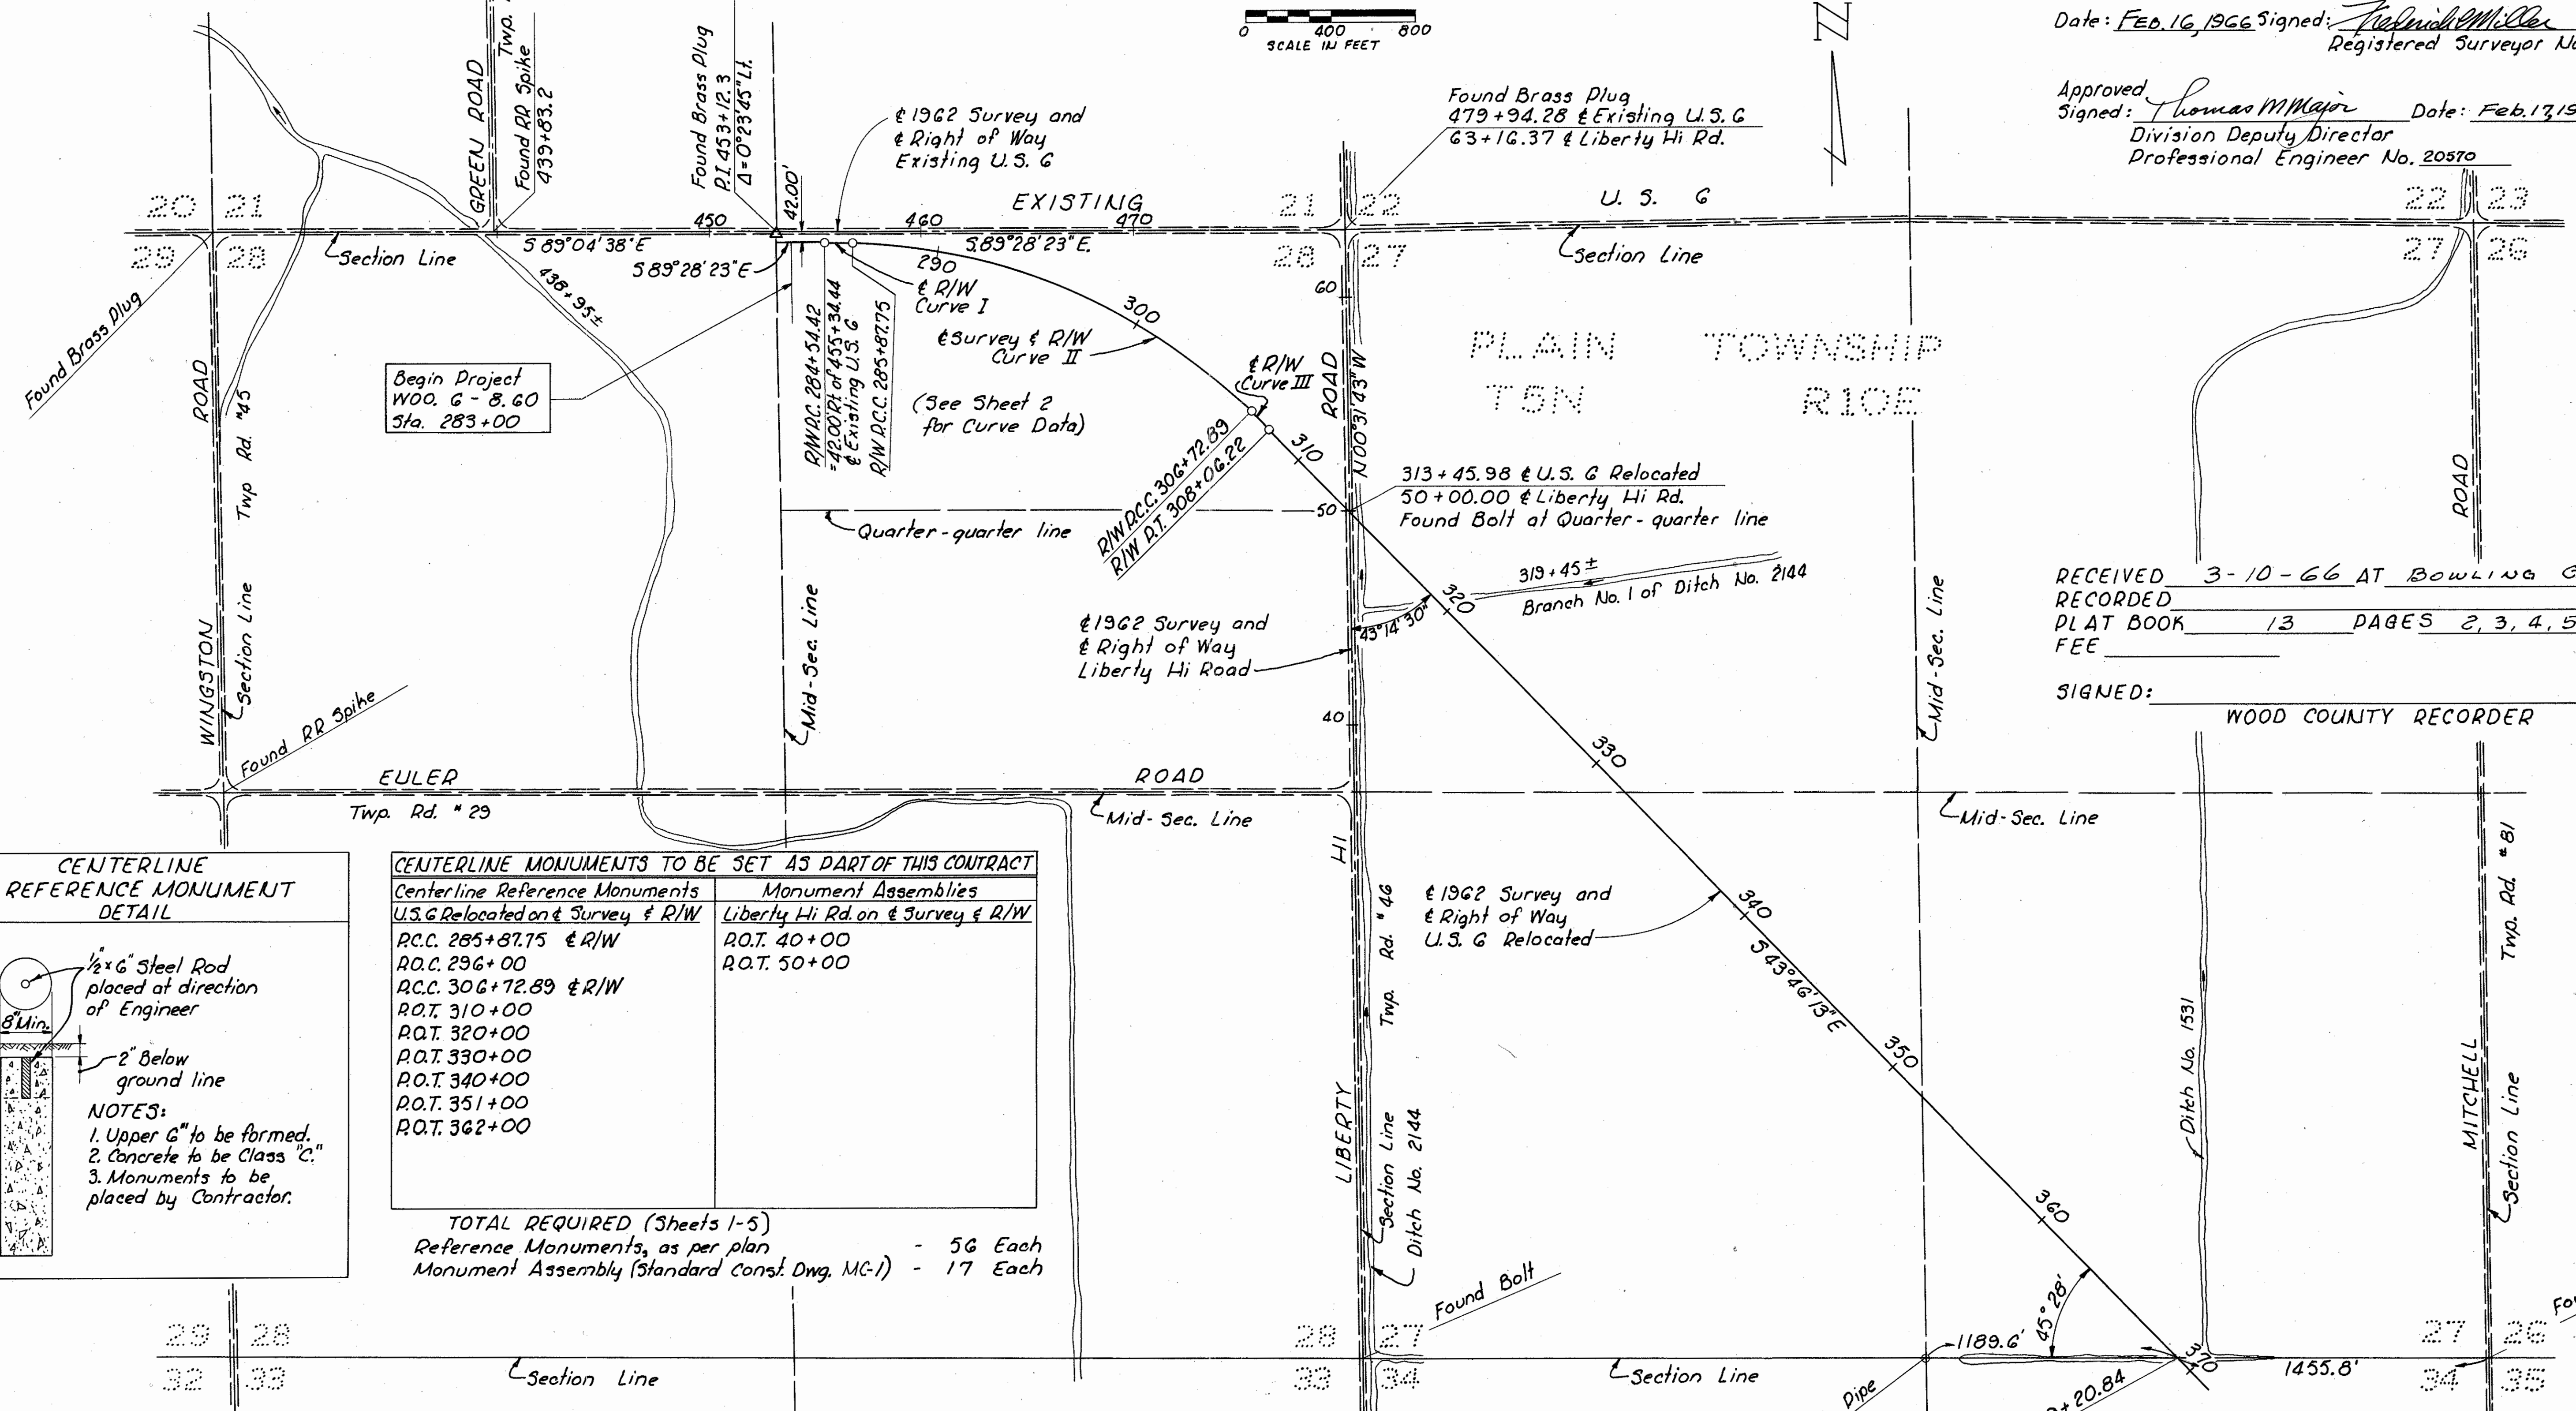 0 400 800
SCALE IN FEET
Date: FEB. 16, 1966 Signed: Frederick Miller
Registered Surveyor
Approved
Signed: Thomas M Major Date: Feb. 17,
Division Deputy Director
Professional Engineer No. 20570
GREEN ROAD
Twp.
Found RR Spike
439+83.2
Found Brass Plug
P.I. 453+12.3
Δ=0°23'45" Lt.
42.00'
℄ 1962 Survey and
℄ Right of Way
Existing U.S. 6
Found Brass Plug
479+94.28 ℄ Existing U.S. 6
63+16.37 ℄ Liberty Hi Rd.
20 21
29 28
EXISTING
U. S. 6
450 460 470
21 22
28 27
22 23
27 26
Section Line
S 89°04'38"E
S 89°28'23"E
S.89°28'23"E.
Section Line
438+95±
290
℄ R/W
Curve I
300
℄ Survey & R/W
Curve II
(See Sheet 2
for Curve Data)
℄ R/W
Curve III
60
Found Brass Plug
Begin Project
WOO. 6 - 8.60
Sta. 283+00
R/W P.C. 284+54.42
=42.00' Rt of 455+34.44
℄ Existing U.S. 6
R/W P.C.C. 285+87.75
PLAIN TOWNSHIP
T5N R10E
ROAD
N00°31'43"W
R/W P.C.C. 306+72.89
R/W P.T. 308+06.22
310
313+45.98 ℄ U.S. 6 Relocated
50+00.00 ℄ Liberty Hi Rd.
Found Bolt at Quarter-quarter line
50
Quarter-quarter line
WINGSTON ROAD
Twp Rd. #45
Section Line
Mid-Sec. Line
319+45±
Branch No. 1 of Ditch No. 2144
320
43°14'30"
℄ 1962 Survey and
℄ Right of Way
Liberty Hi Road
40
330
Mid-Sec. Line
ROAD
RECEIVED 3-10-66 AT BOWLING
RECORDED
PLAT BOOK 13 PAGES 2, 3, 4, 5
FEE
SIGNED:
WOOD COUNTY RECORDER
Found RR Spike
EULER ROAD
Twp. Rd. #29
Mid-Sec. Line
Mid-Sec. Line
CENTERLINE
REFERENCE MONUMENT
DETAIL
½"x6" Steel Rod
placed at direction
of Engineer
8" Min.
2" Below
ground line
NOTES:
1. Upper 6" to be formed.
2. Concrete to be Class "C."
3. Monuments to be
placed by Contractor.
CENTERLINE MONUMENTS TO BE SET AS PART OF THIS CONTRACT
Centerline Reference Monuments Monument Assemblies
U.S.6 Relocated on ℄ Survey & R/W Liberty Hi Rd. on ℄ Survey & R/W
P.C.C. 285+87.75 ℄ R/W P.O.T. 40+00
P.O.C. 296+00 P.O.T. 50+00
P.C.C. 306+72.89 ℄ R/W
P.O.T. 310+00
P.O.T. 320+00
P.O.T. 330+00
P.O.T. 340+00
P.O.T. 351+00
P.O.T. 362+00
TOTAL REQUIRED (Sheets 1-5)
Reference Monuments, as per plan - 56 Each
Monument Assembly (Standard Const. Dwg. MC-1) - 17 Each
LIBERTY HI
Twp. Rd. #46
Section Line
Ditch No. 2144
℄ 1962 Survey and
℄ Right of Way
U.S. 6 Relocated
340
S 43°46'13"E
350
360
Ditch No. 1531
MITCHELL
Twp. Rd. #81
Section Line
Found Bolt
45°28'
1189.6'
370
1455.8'
29 28
32 33
Section Line
28 27
33 34
Section Line
27 26
34 35
Pipe
+20.84